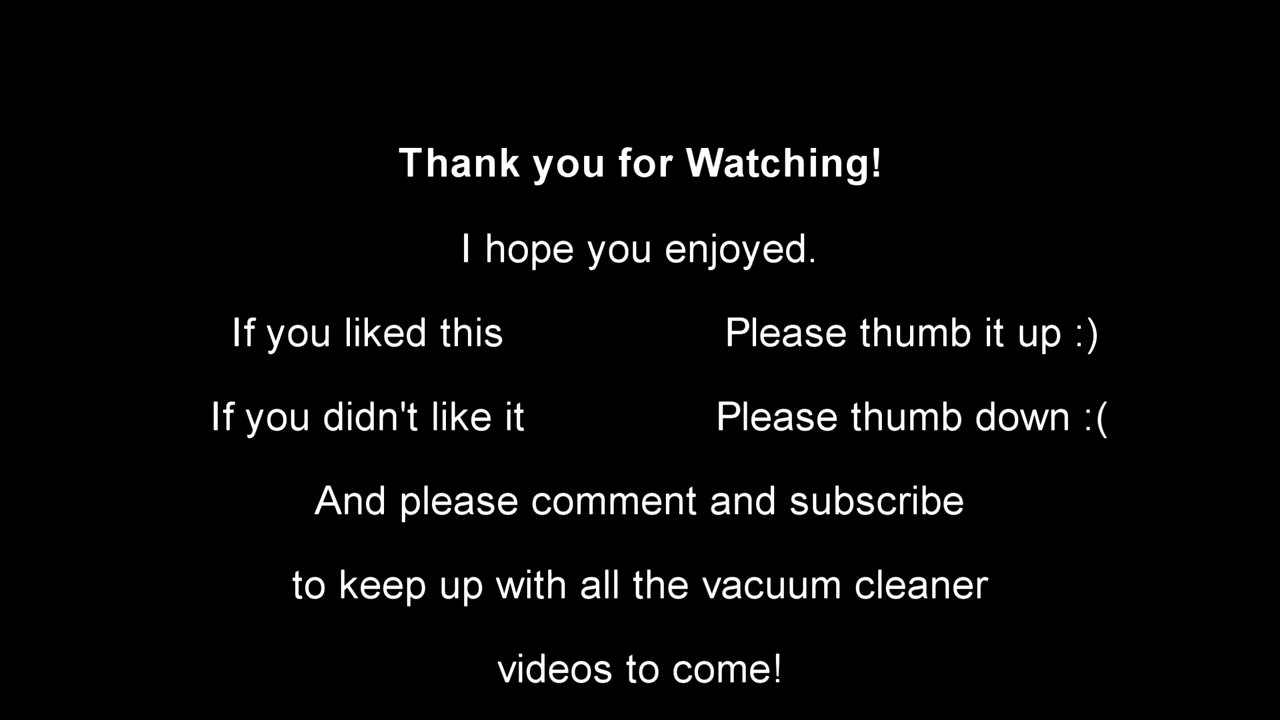 Thank you for Watching!
I hope you enjoyed.
If you liked this Please thumb it up :)
If you didn't like it Please thumb down :(
And please comment and subscribe
to keep up with all the vacuum cleaner
videos to come!